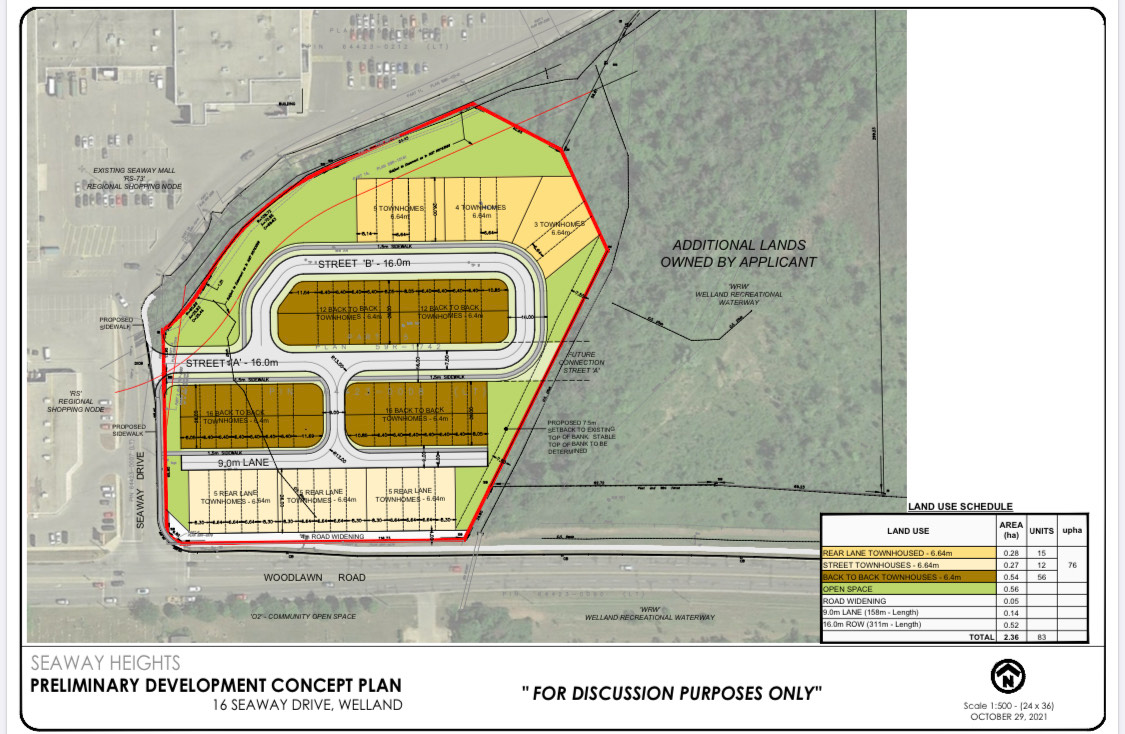 BUILDING
EXISTING SEAWAY MALL
'RS-73'
REGIONAL SHOPPING NODE
5 TOWNHOMES
6.64m
4 TOWNHOMES
6.64m
3 TOWNHOMES
6.64m
1.5m SIDEWALK
STREET 'B' - 16.0m
ADDITIONAL LANDS
OWNED BY APPLICANT
'WRW'
WELLAND RECREATIONAL
WATERWAY
12 BACK TO BACK
TOWNHOMES - 6.4m
12 BACK TO BACK
TOWNHOMES - 6.4m
PROPOSED
SIDEWALK
PLAN 59R-1742
STREET 'A' - 16.0m
1.5m SIDEWALK
1.5m SIDEWALK
FUTURE
CONNECTION
STREET 'A'
'RS'
REGIONAL
SHOPPING NODE
16 BACK TO BACK
TOWNHOMES - 6.4m
16 BACK TO BACK
TOWNHOMES - 6.4m
PROPOSED
SIDEWALK
PROPOSED 7.5m
SETBACK TO EXISTING
TOP OF BANK. STABLE
TOP OF BANK TO BE
DETERMINED
1.5m SIDEWALK
9.0m LANE
SEAWAY DRIVE
5 REAR LANE
TOWNHOMES - 6.64m
5 REAR LANE
TOWNHOMES - 6.64m
5 REAR LANE
TOWNHOMES - 6.64m
ROAD WIDENING
WOODLAWN ROAD
'O2' - COMMUNITY OPEN SPACE
'WRW'
WELLAND RECREATIONAL WATERWAY
LAND USE SCHEDULE
LAND USE AREA (ha) UNITS upha
REAR LANE TOWNHOUSED - 6.64m 0.28 15
STREET TOWNHOUSES - 6.64m 0.27 12 76
BACK TO BACK TOWNHOUSES - 6.4m 0.54 56
OPEN SPACE 0.56
ROAD WIDENING 0.05
9.0m LANE (158m - Length) 0.14
16.0m ROW (311m - Length) 0.52
TOTAL 2.36 83
SEAWAY HEIGHTS
PRELIMINARY DEVELOPMENT CONCEPT PLAN
16 SEAWAY DRIVE, WELLAND
"FOR DISCUSSION PURPOSES ONLY"
N
Scale 1:500 - (24 x 36)
OCTOBER 29, 2021